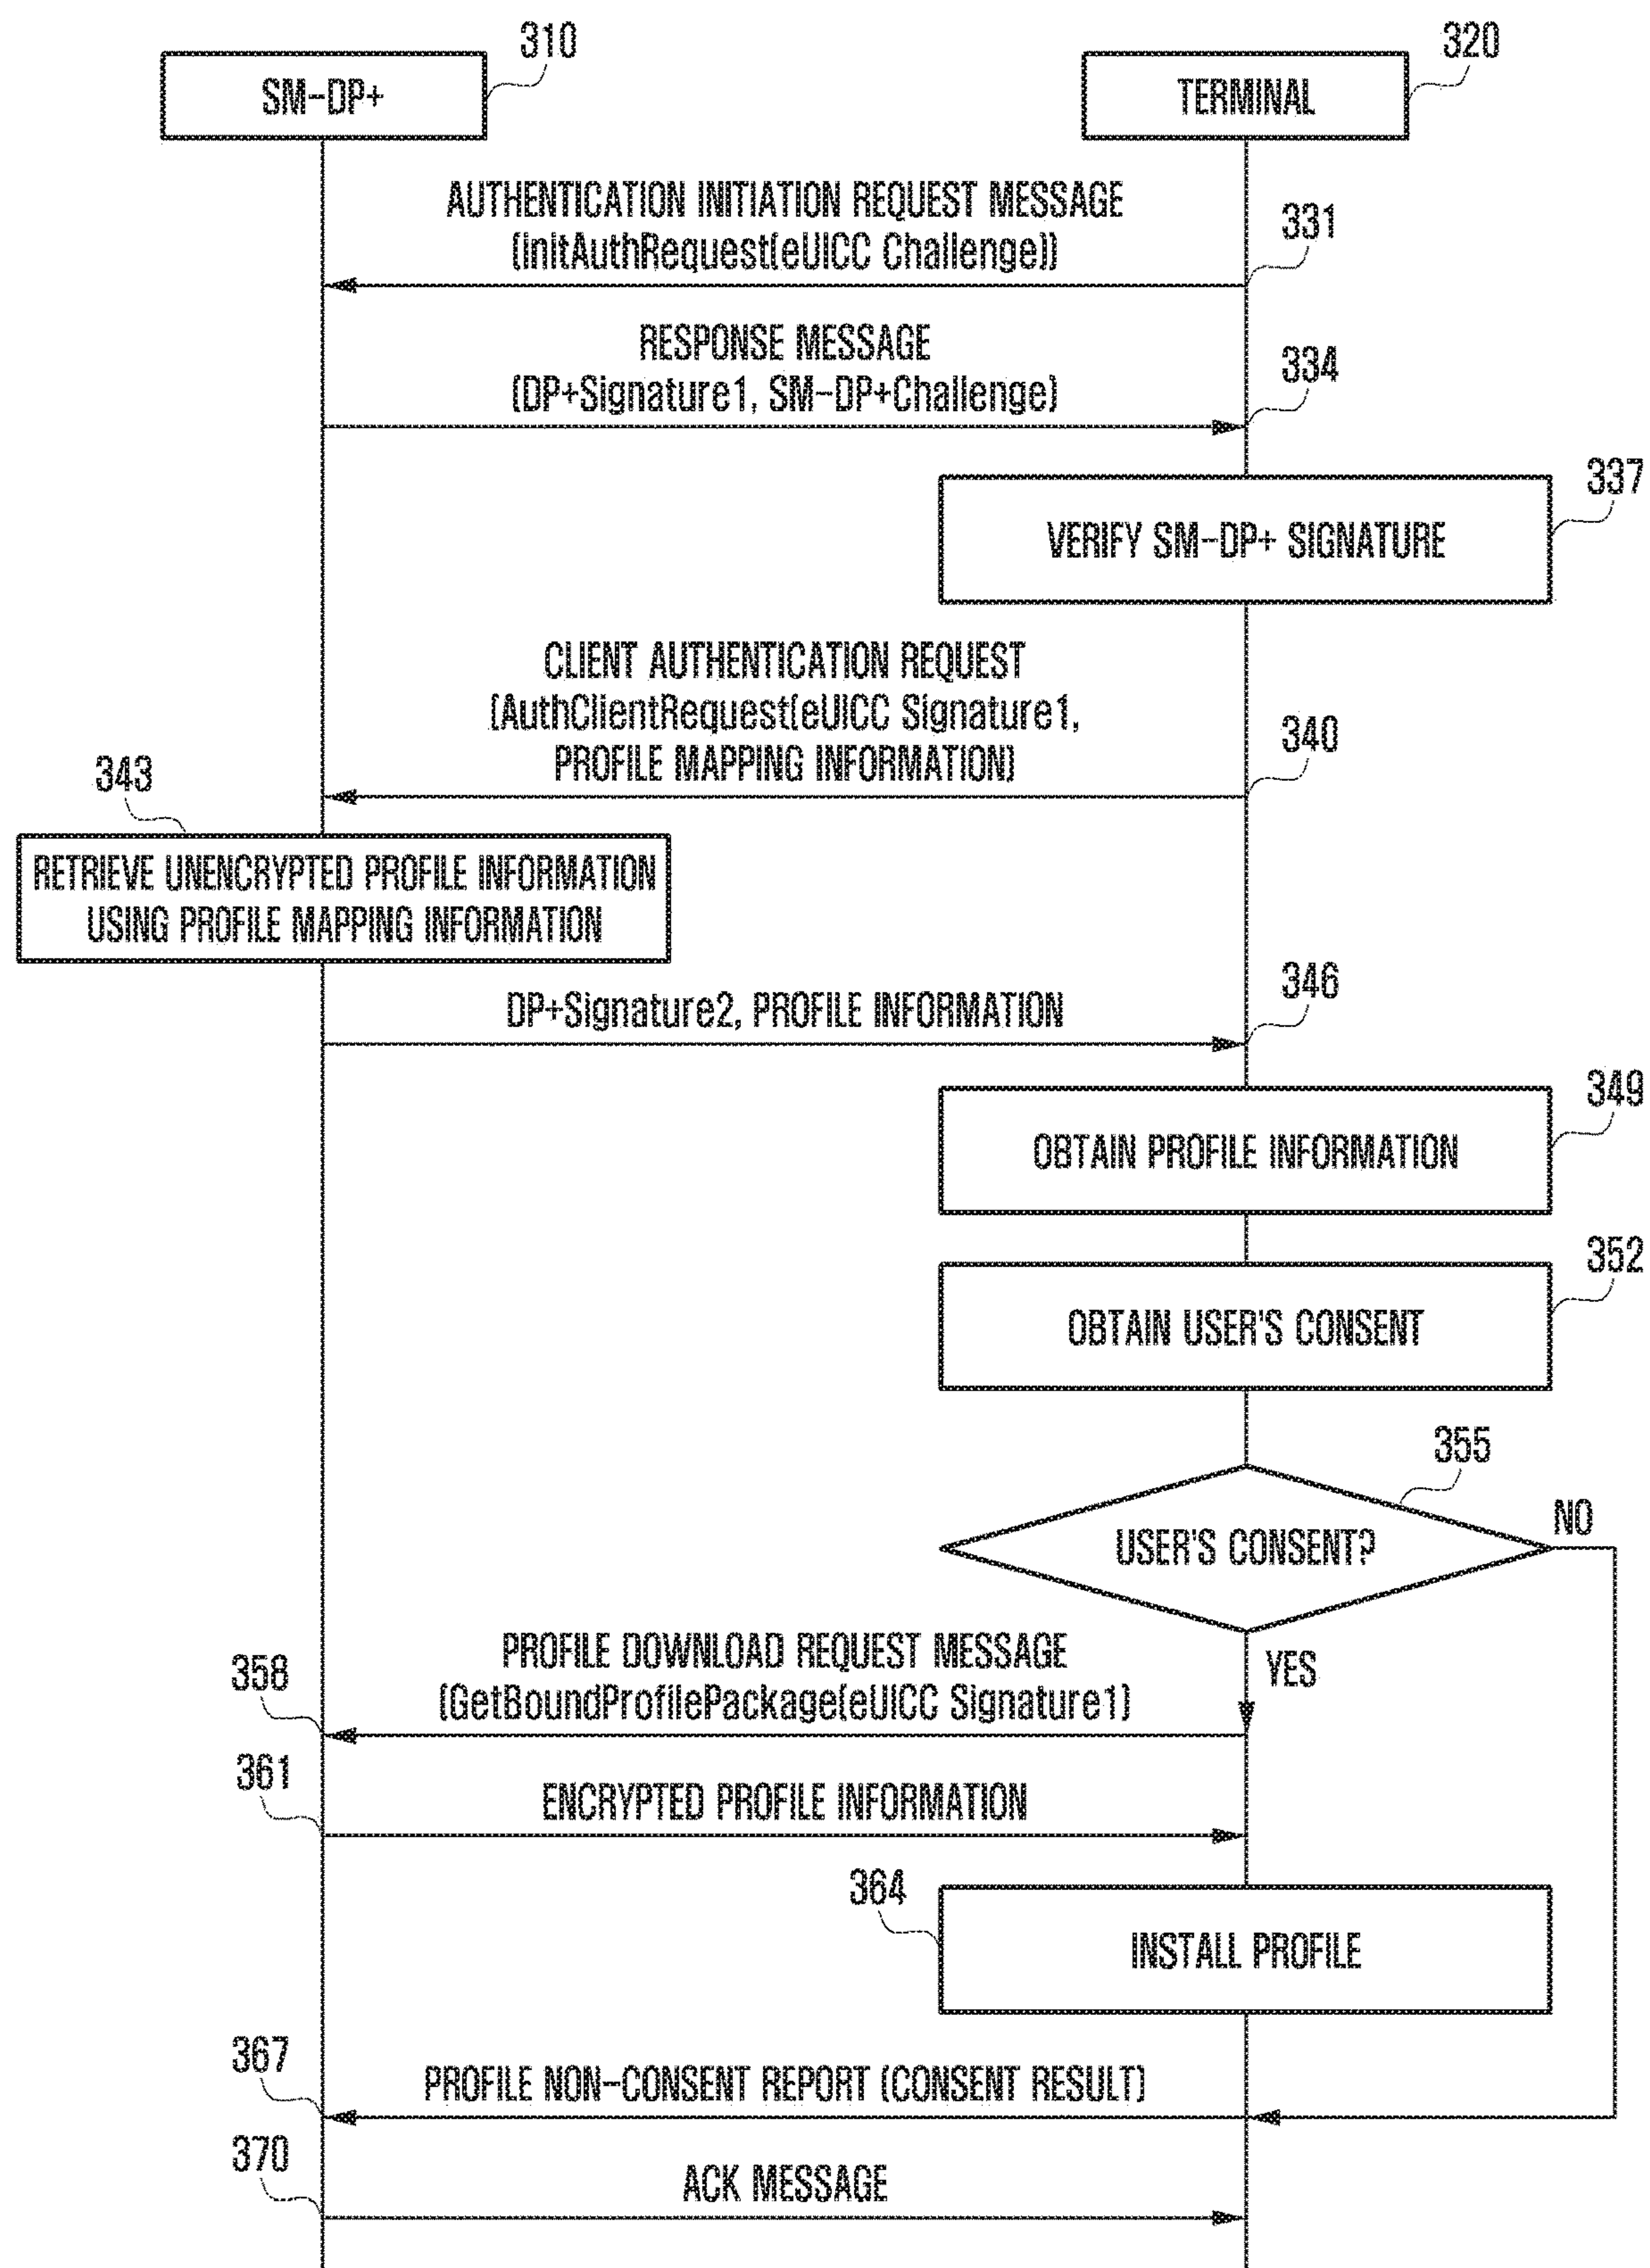 310
320
SM-DP+
TERMINAL
AUTHENTICATION INITIATION REQUEST MESSAGE
(initAuthRequest(eUICC Challenge))
331
RESPONSE MESSAGE
(DP+Signature1, SM-DP+Challenge)
334
337
VERIFY SM-DP+ SIGNATURE
CLIENT AUTHENTICATION REQUEST
(AuthClientRequest(eUICC Signature1,
PROFILE MAPPING INFORMATION)
340
343
RETRIEVE UNENCRYPTED PROFILE INFORMATION
USING PROFILE MAPPING INFORMATION
346
DP+Signature2, PROFILE INFORMATION
349
OBTAIN PROFILE INFORMATION
352
OBTAIN USER'S CONSENT
355
NO
USER'S CONSENT?
YES
PROFILE DOWNLOAD REQUEST MESSAGE
(GetBoundProfilePackage(eUICC Signature1)
358
361
ENCRYPTED PROFILE INFORMATION
364
INSTALL PROFILE
367
PROFILE NON-CONSENT REPORT (CONSENT RESULT)
370
ACK MESSAGE